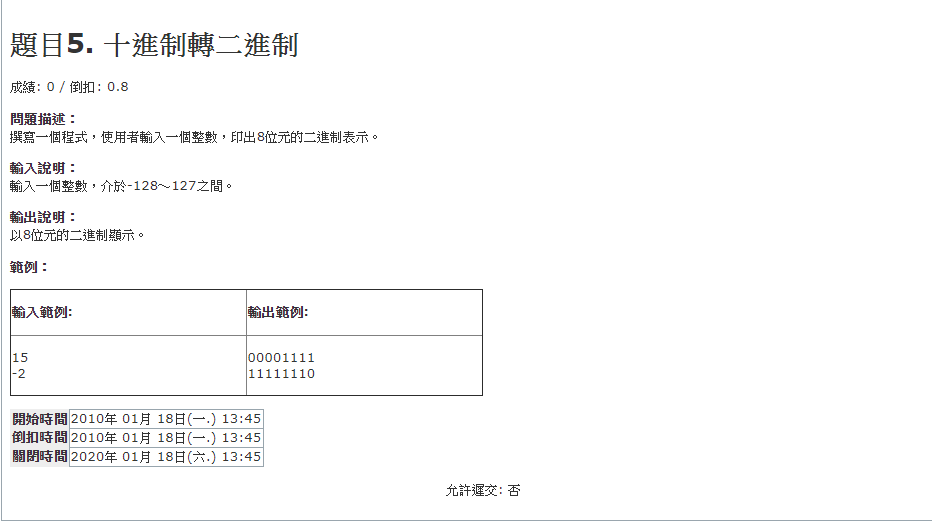 題目5. 十進制轉二進制
成績: 0 / 倒扣: 0.8
問題描述：
撰寫一個程式，使用者輸入一個整數，印出8位元的二進制表示。
輸入說明：
輸入一個整數，介於-128～127之間。
輸出說明：
以8位元的二進制顯示。
範例：
輸入範例: 輸出範例:
15 00001111
-2 11111110
開始時間 2010年 01月 18日(一.) 13:45
倒扣時間 2010年 01月 18日(一.) 13:45
關閉時間 2020年 01月 18日(六.) 13:45
允許遲交: 否